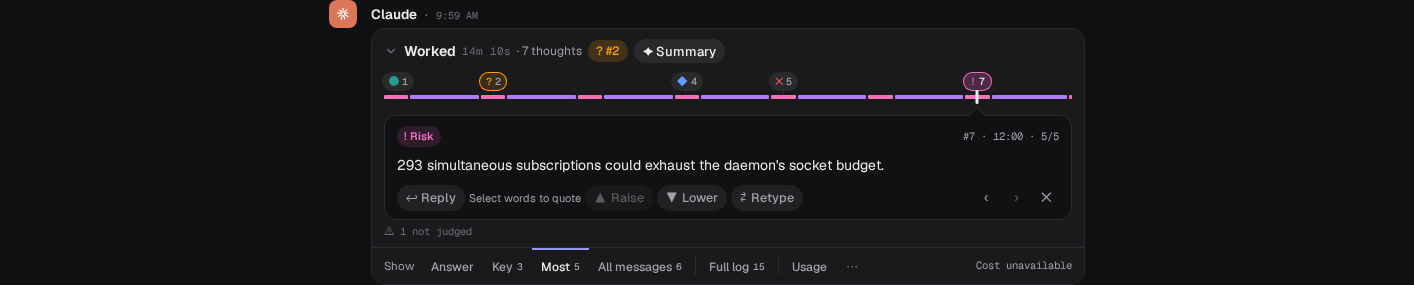 Claude · 9:59 AM
Worked 14m 10s · 7 thoughts ? #2 Summary
1 ? 2 4 5 ! 7
! Risk #7 · 12:00 · 5/5
293 simultaneous subscriptions could exhaust the daemon's socket budget.
↩ Reply Select words to quote ▲ Raise ▼ Lower ⇄ Retype ‹ › ✕
⚠ 1 not judged
Show Answer Key 3 Most 5 All messages 6 Full log 15 Usage ··· Cost unavailable